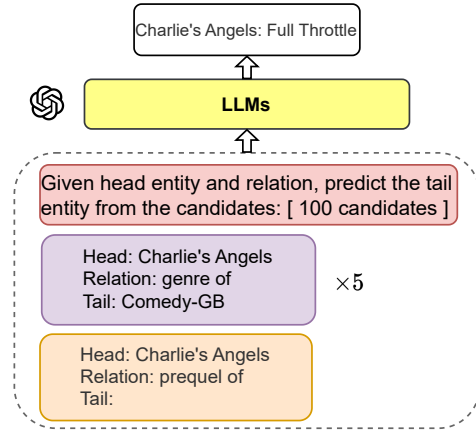 Charlie's Angels: Full Throttle
LLMs
Given head entity and relation, predict the tail
entity from the candidates: [ 100 candidates ]
Head: Charlie's Angels
Relation: genre of
Tail: Comedy-GB
×5
Head: Charlie's Angels
Relation: prequel of
Tail: